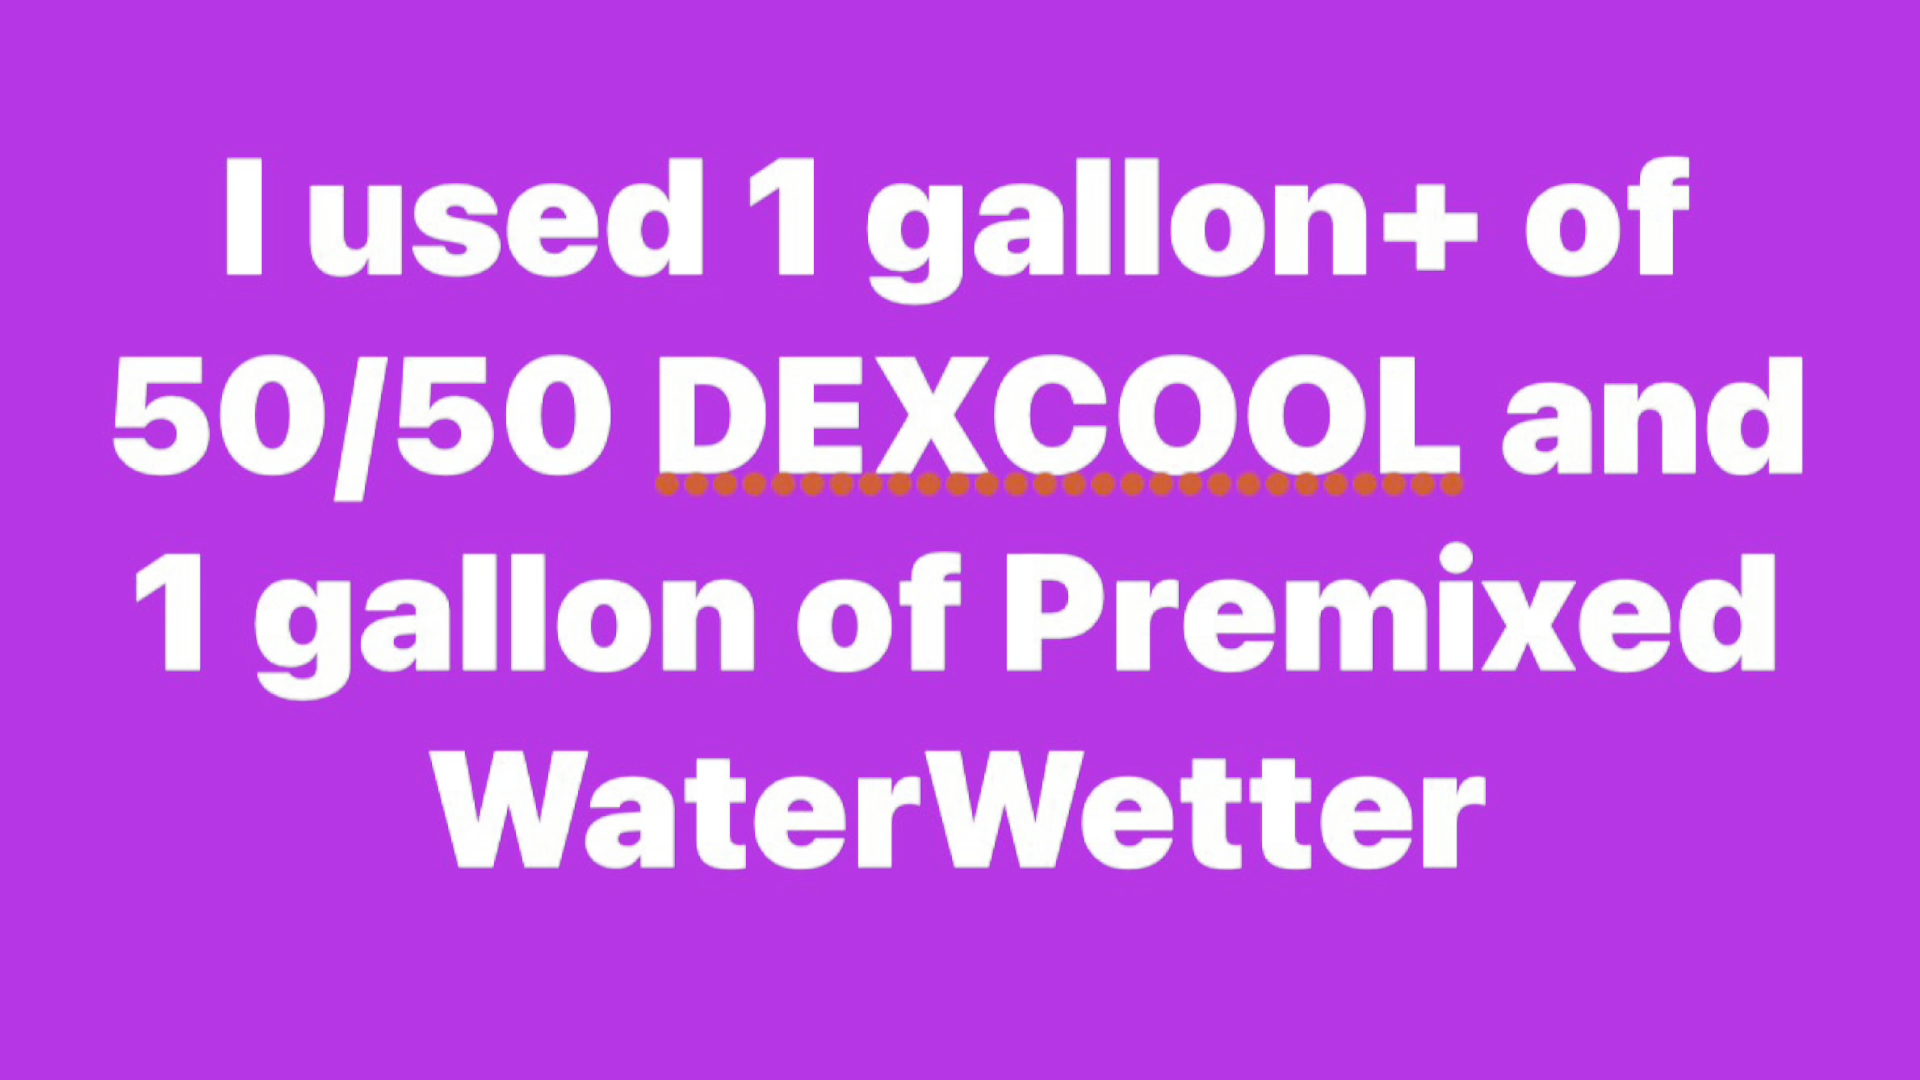 I used 1 gallon+ of
50/50 DEXCOOL and
1 gallon of Premixed
WaterWetter